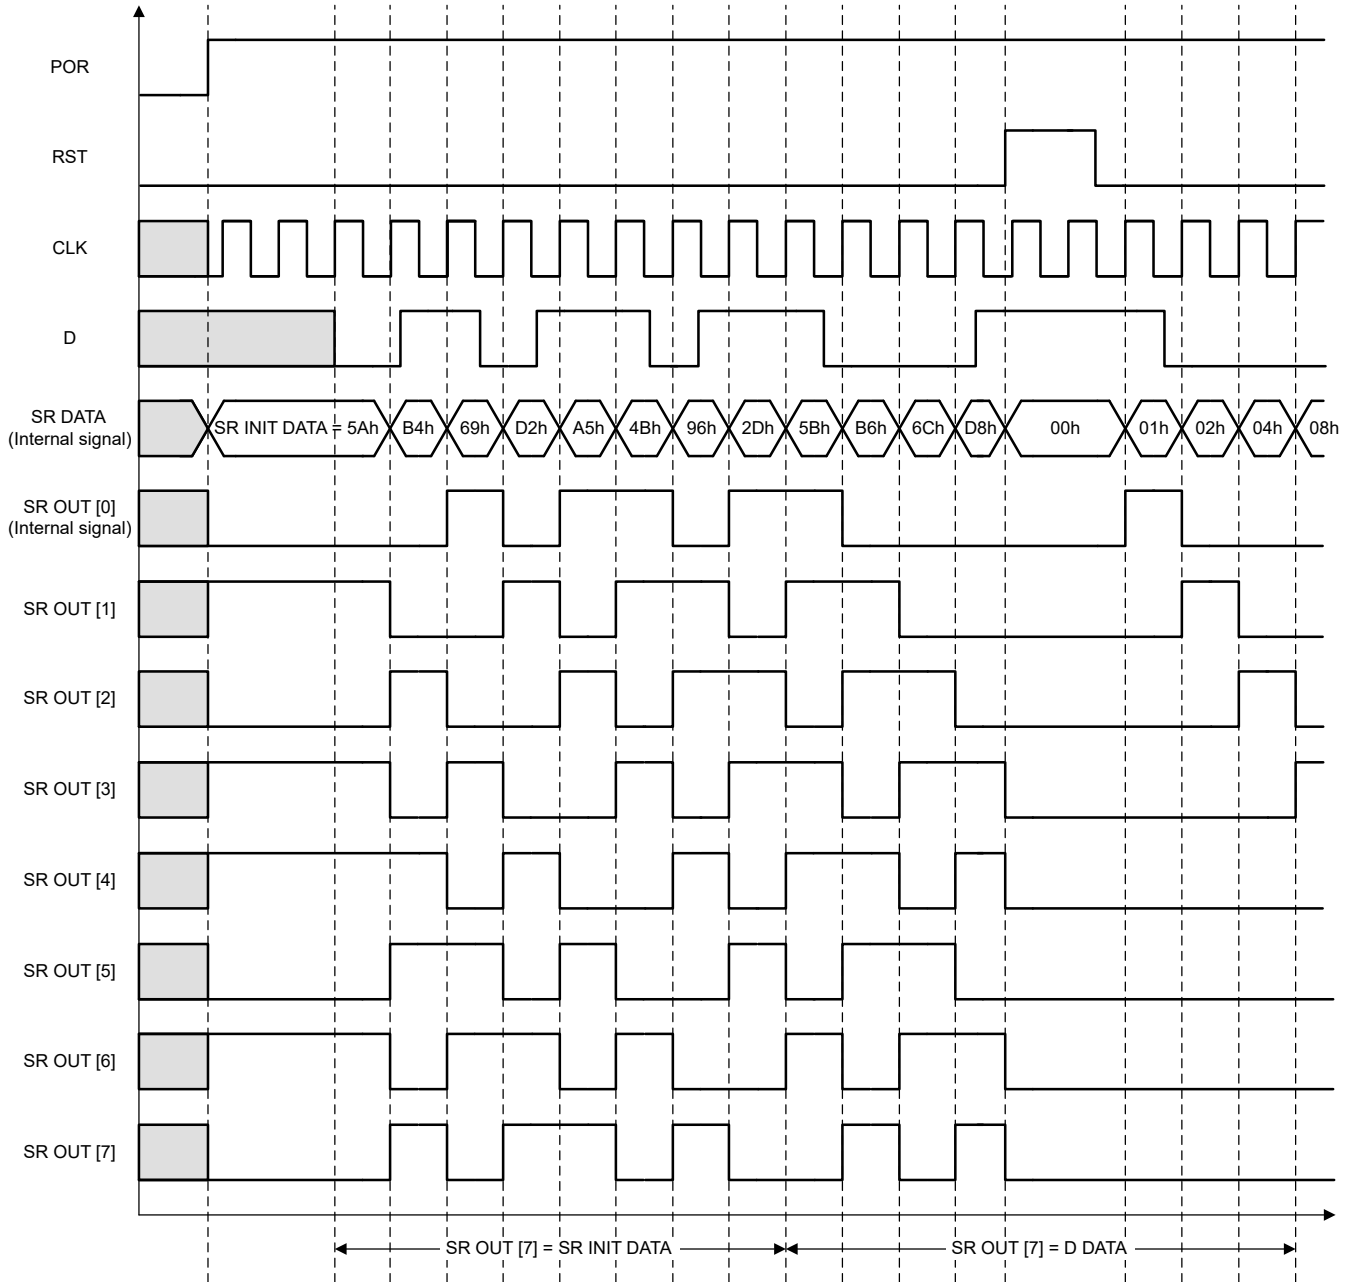 POR
RST
CLK
D
SR DATA
(Internal signal)
SR INIT DATA = 5Ah B4h 69h D2h A5h 4Bh 96h 2Dh 5Bh B6h 6Ch D8h 00h 01h 02h 04h 08h
SR OUT [0]
(Internal signal)
SR OUT [1]
SR OUT [2]
SR OUT [3]
SR OUT [4]
SR OUT [5]
SR OUT [6]
SR OUT [7]
SR OUT [7] = SR INIT DATA SR OUT [7] = D DATA